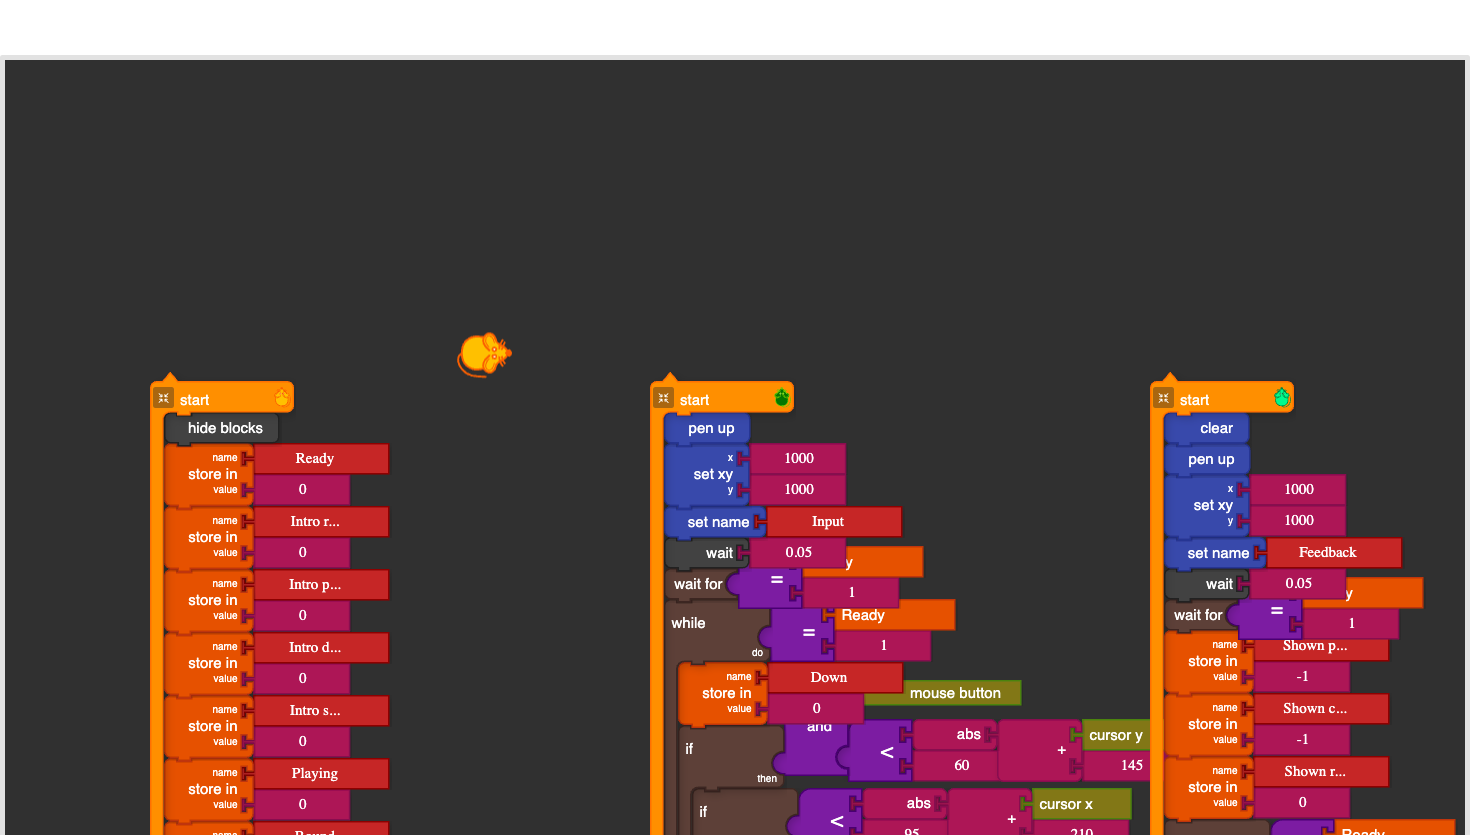 start
hide blocks
name
Ready
store in
value
0
name
Intro r...
store in
value
0
name
Intro p...
store in
value
0
name
Intro d...
store in
value
0
name
Intro s...
store in
value
0
name
Playing
store in
value
0
start
pen up
x
1000
set xy
y
1000
set name
Input
wait
0.05
y
wait for
=
1
while
Ready
=
1
do
name
Down
store in
mouse button
value
0
and
if
<
abs
+
cursor y
60
145
then
if
<
abs
+
cursor x
95
210
start
clear
pen up
x
1000
set xy
y
1000
set name
Feedback
wait
0.05
y
wait for
=
1
name
Shown p...
store in
value
-1
name
Shown c...
store in
value
-1
name
Shown r...
store in
value
0
Ready